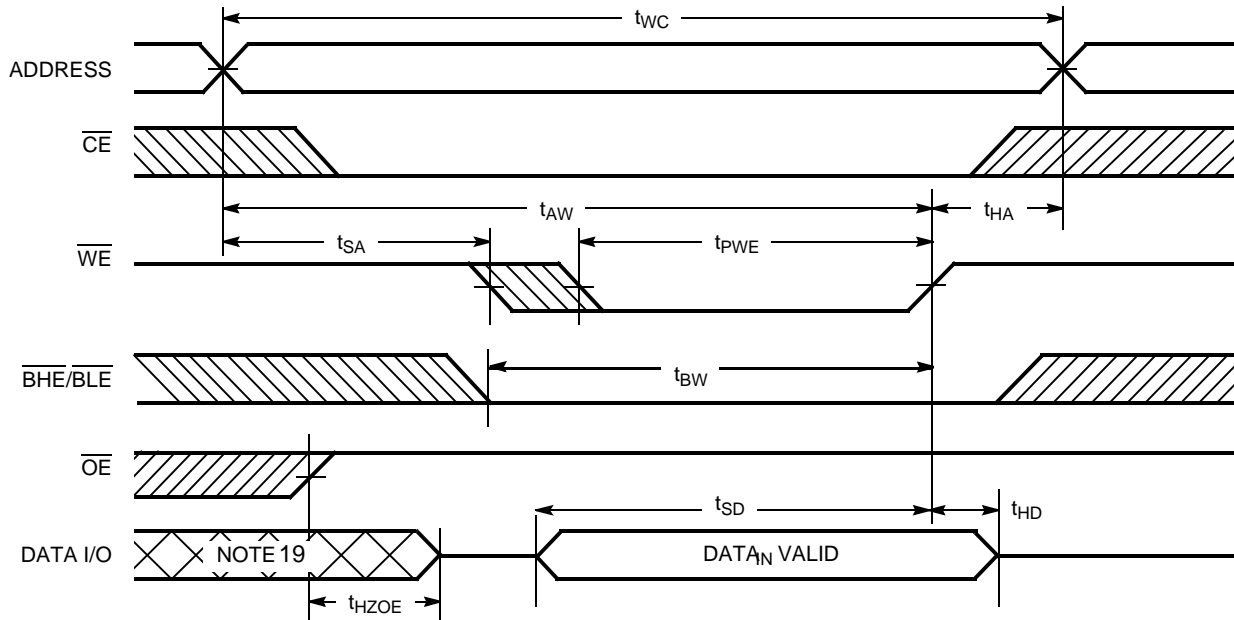 tWC
ADDRESS
CE
tAW
tHA
tSA
tPWE
WE
BHE/BLE
tBW
OE
tSD
tHD
DATA I/O
NOTE 19
DATAIN VALID
tHZOE